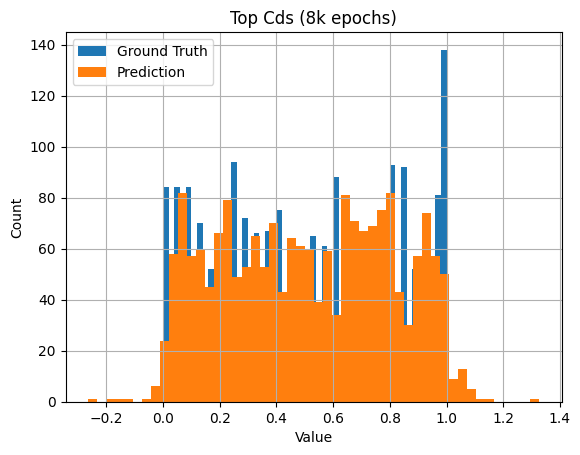 Top Cds (8k epochs)
Ground Truth
Prediction
140
120
100
80
60
40
20
0
Count
−0.2 0.0 0.2 0.4 0.6 0.8 1.0 1.2 1.4
Value